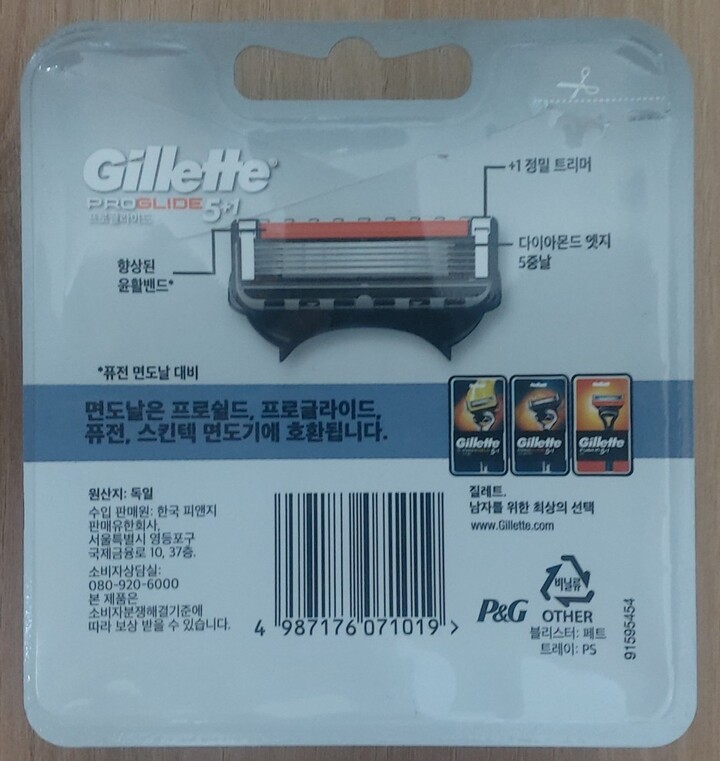 Gillette
PROGLIDE 5+1
프로글라이드
+1 정밀 트리머
다이아몬드 엣지
5중날
향상된
윤활밴드*
*퓨전 면도날 대비
면도날은 프로쉴드, 프로글라이드,
퓨전, 스킨텍 면도기에 호환됩니다.
Gillette
Gillette
Gillette
원산지: 독일
수입 판매원: 한국 피앤지
판매유한회사,
서울특별시 영등포구
국제금융로 10, 37층.
소비자상담실:
080-920-6000
본 제품은
소비자분쟁해결기준에
따라 보상 받을 수 있습니다.
4 987176 071019 >
질레트.
남자를 위한 최상의 선택
www.Gillette.com
P&G
비닐류
OTHER
블리스터: 페트
트레이: PS
91595454